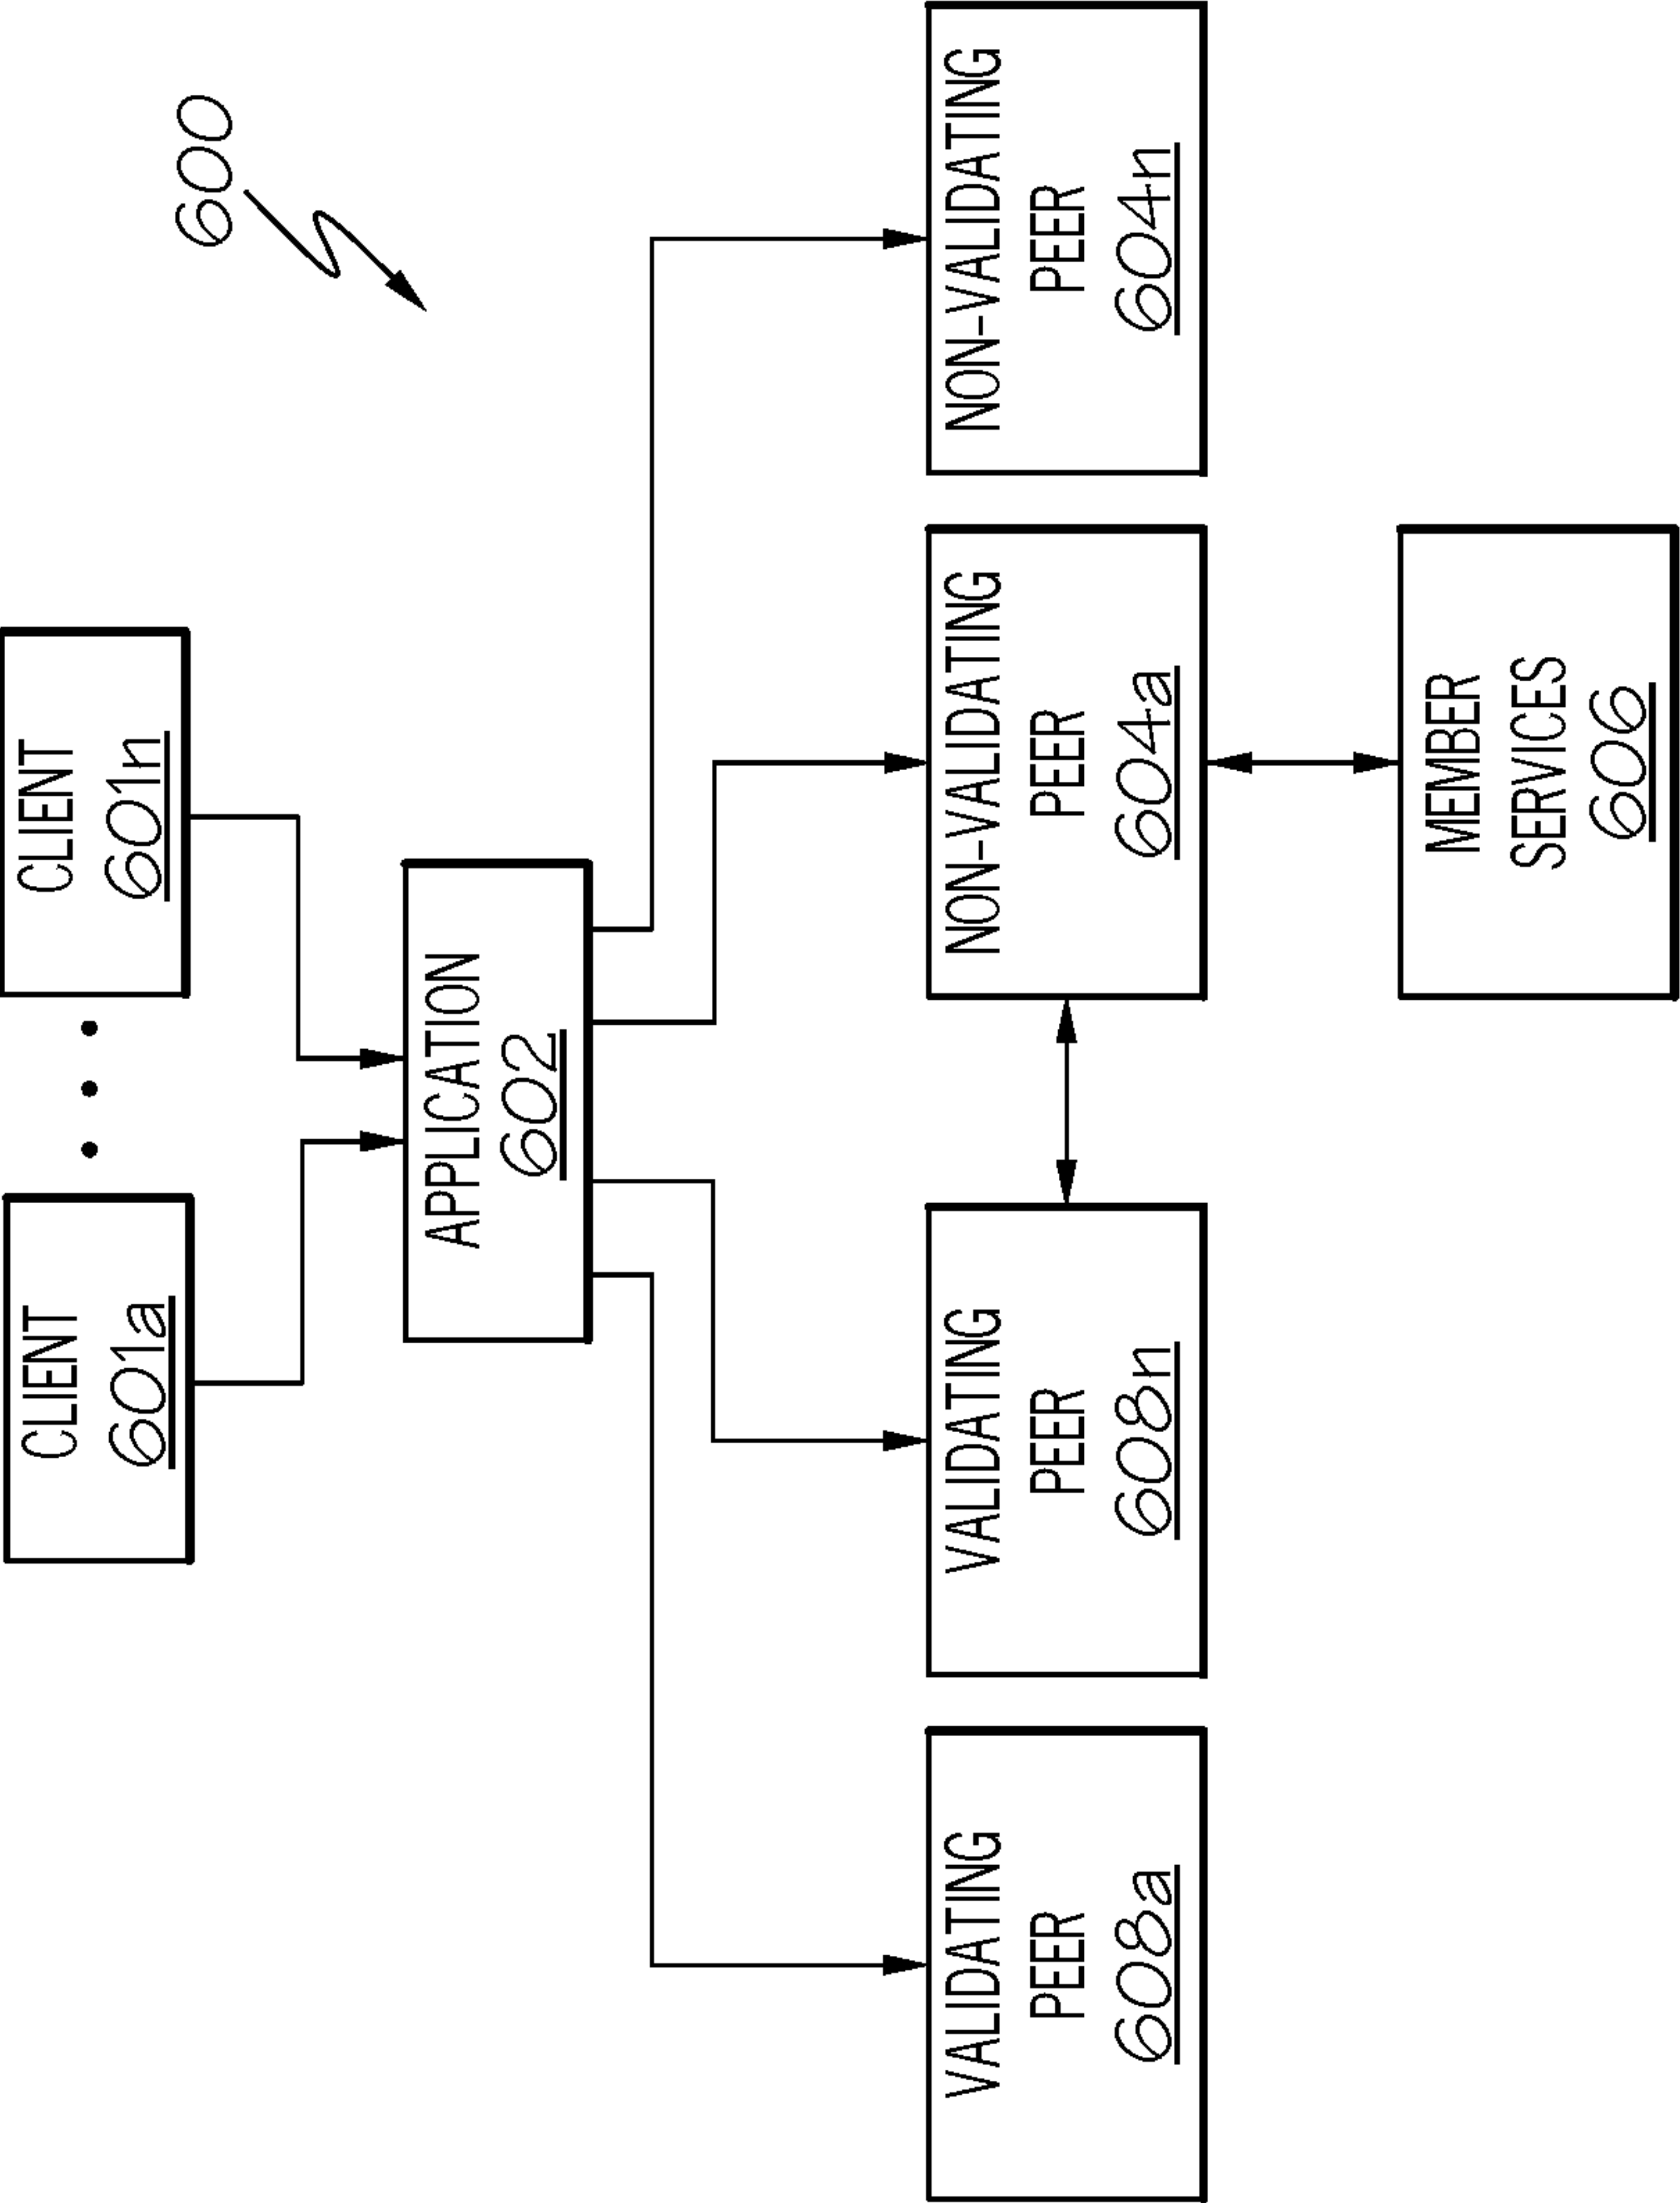 600
CLIENT
601a
CLIENT
601n
APPLICATION
602
VALIDATING
PEER
608a
VALIDATING
PEER
608n
NON-VALIDATING
PEER
604a
NON-VALIDATING
PEER
604n
MEMBER
SERVICES
606